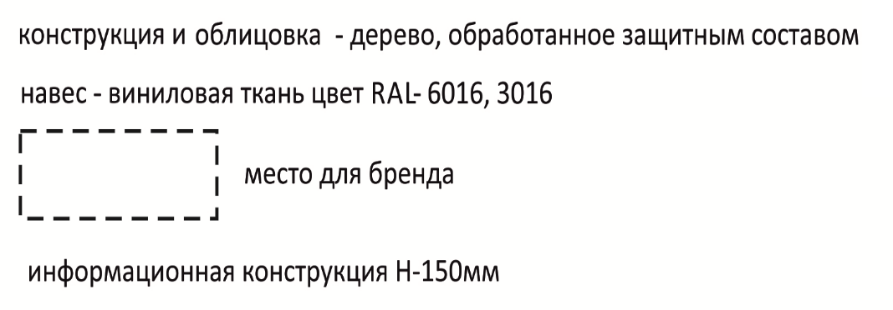 конструкция и облицовка - дерево, обработанное защитным составом
навес - виниловая ткань цвет RAL- 6016, 3016
место для бренда
информационная конструкция Н-150мм